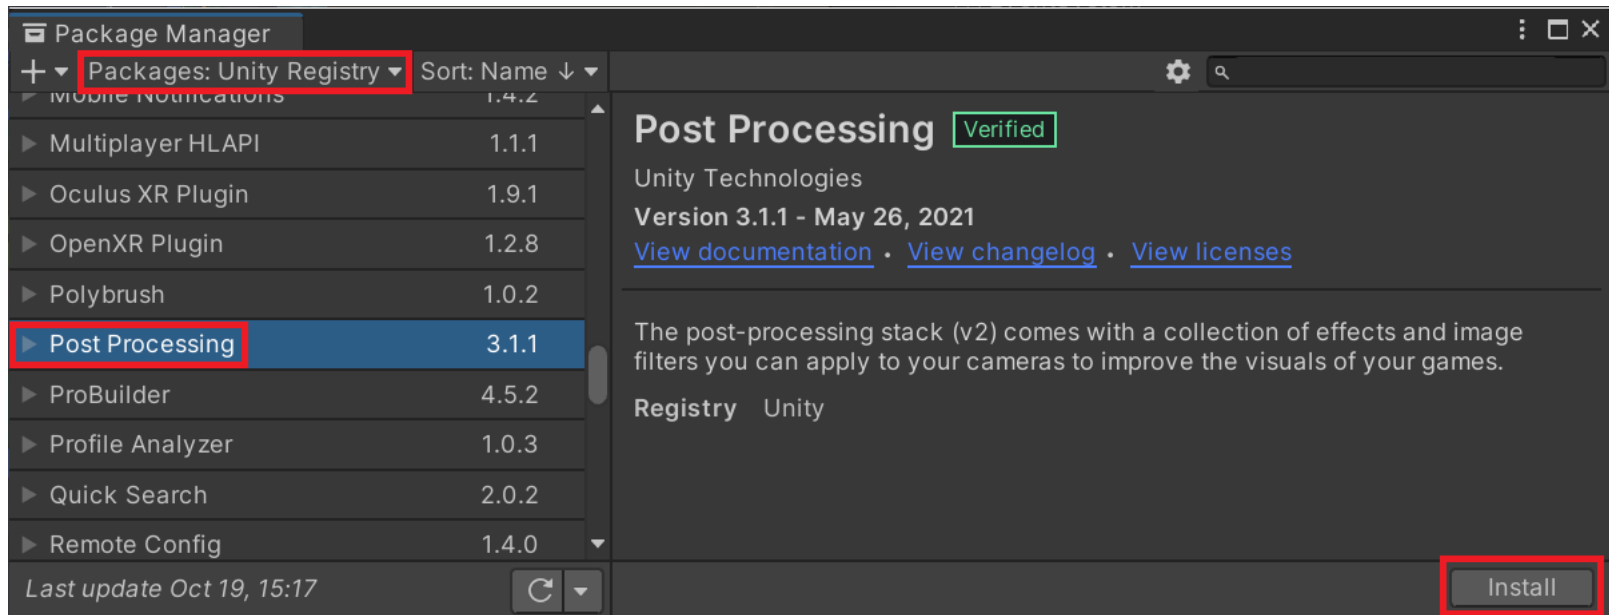 Package Manager
Packages: Unity Registry
Sort: Name ↓
Mobile Notifications 1.4.2
Multiplayer HLAPI 1.1.1
Oculus XR Plugin 1.9.1
OpenXR Plugin 1.2.8
Polybrush 1.0.2
Post Processing 3.1.1
ProBuilder 4.5.2
Profile Analyzer 1.0.3
Quick Search 2.0.2
Remote Config 1.4.0
Last update Oct 19, 15:17
Post Processing Verified
Unity Technologies
Version 3.1.1 - May 26, 2021
View documentation • View changelog • View licenses
The post-processing stack (v2) comes with a collection of effects and image
filters you can apply to your cameras to improve the visuals of your games.
Registry Unity
Install